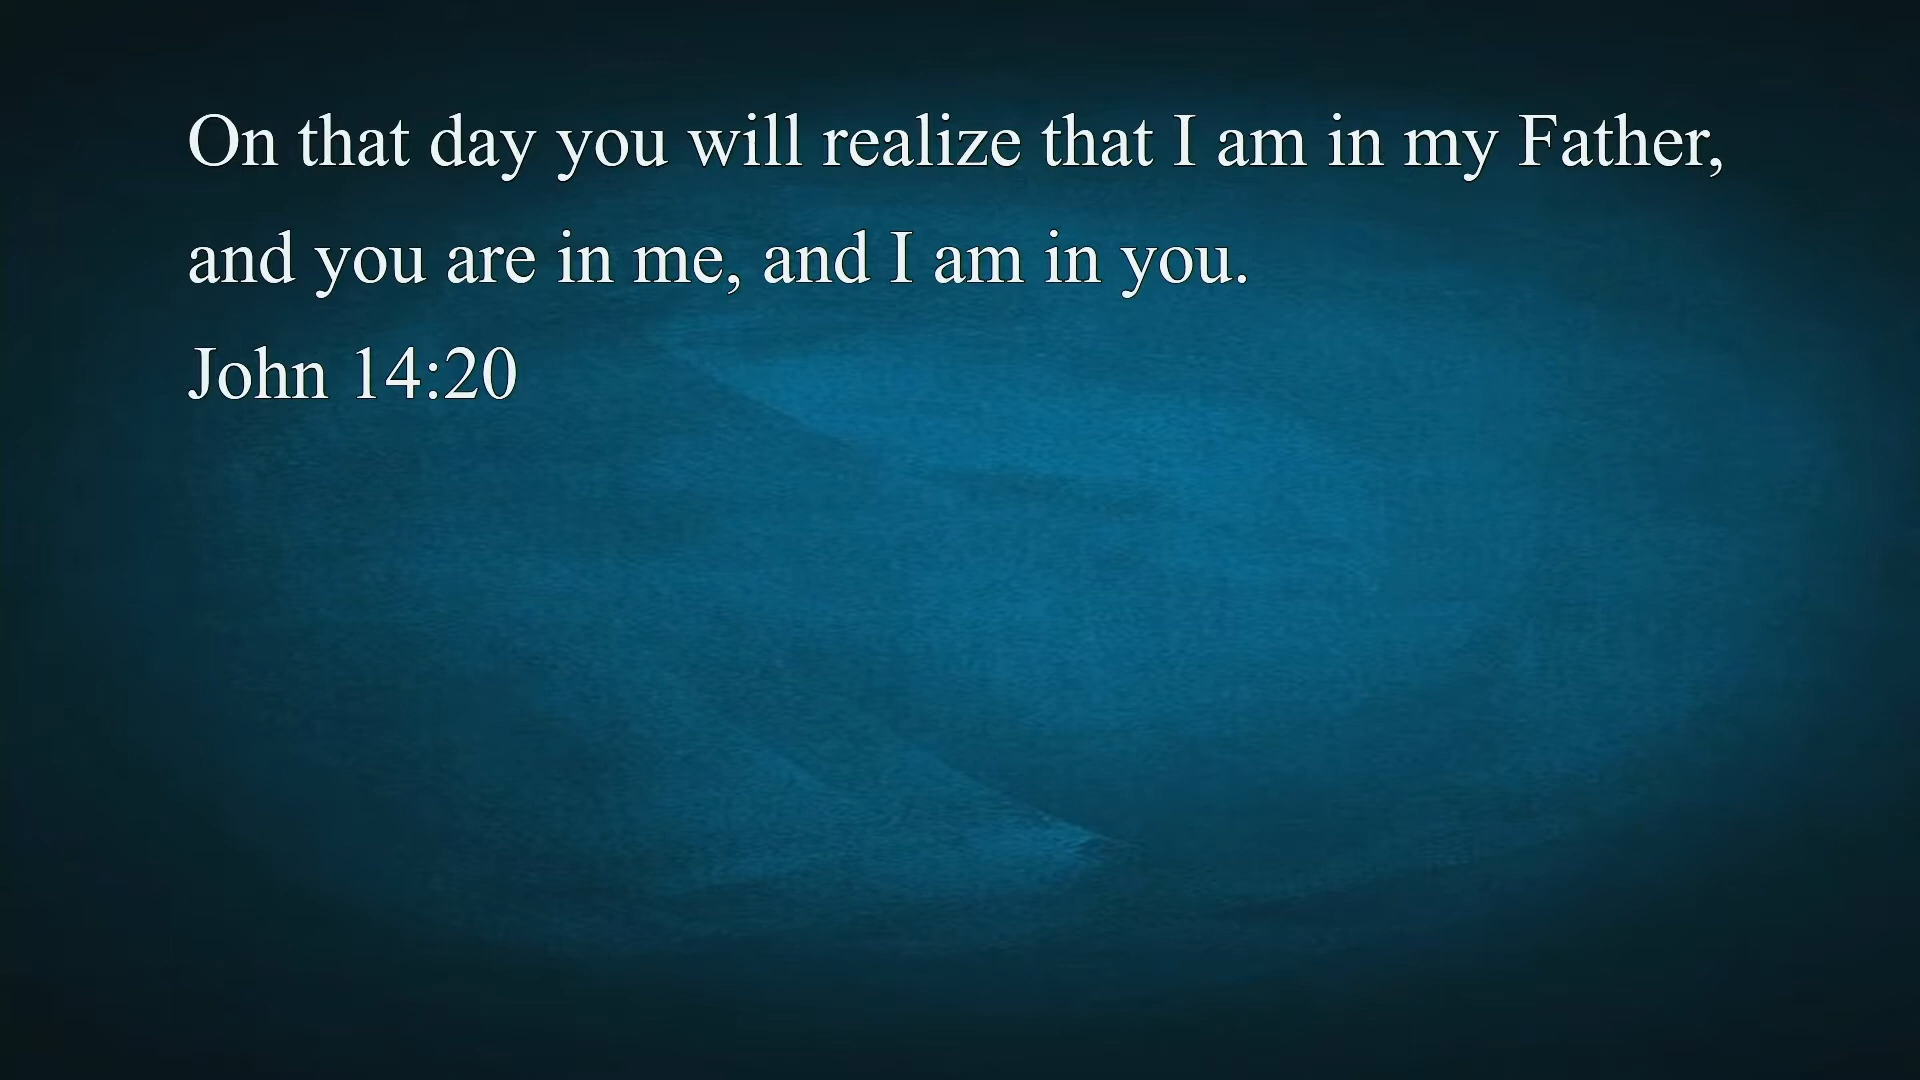 On that day you will realize that I am in my Father,
and you are in me, and I am in you.
John 14:20